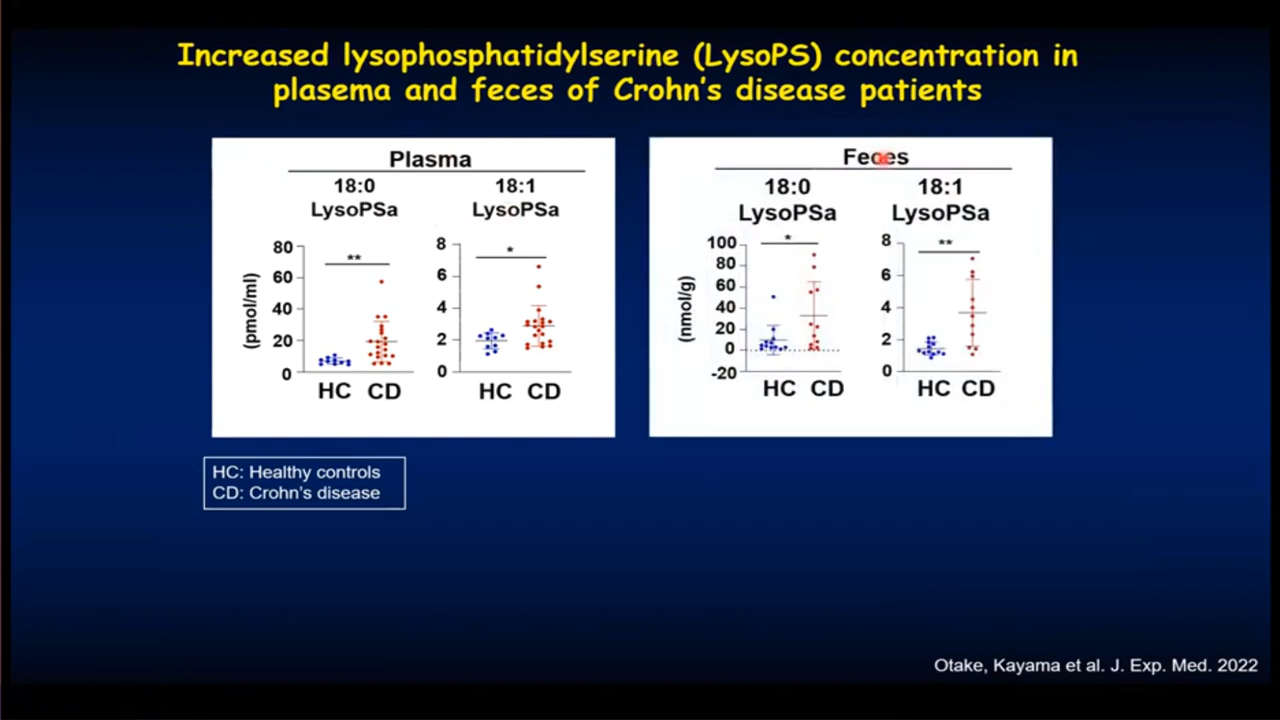 Increased lysophosphatidylserine (LysoPS) concentration in
plasema and feces of Crohn's disease patients
Plasma
18:0
LysoPSa
18:1
LysoPSa
(pmol/ml)
80
60
40
20
0
**
HC CD
8
6
4
2
0
*
HC CD
Feces
18:0
LysoPSa
18:1
LysoPSa
(nmol/g)
100
80
60
40
20
0
-20
*
HC CD
8
6
4
2
0
**
HC CD
HC: Healthy controls
CD: Crohn's disease
Otake, Kayama et al. J. Exp. Med. 2022